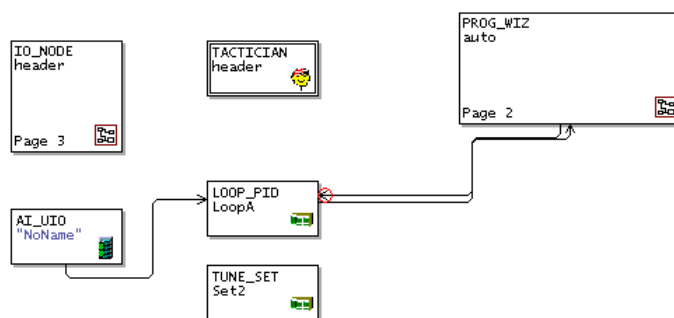 IO_NODE
header
Page 3
TACTICIAN
header
PROG_WIZ
auto
Page 2
AI_UIO
"NoName"
LOOP_PID
LoopA
TUNE_SET
Set2